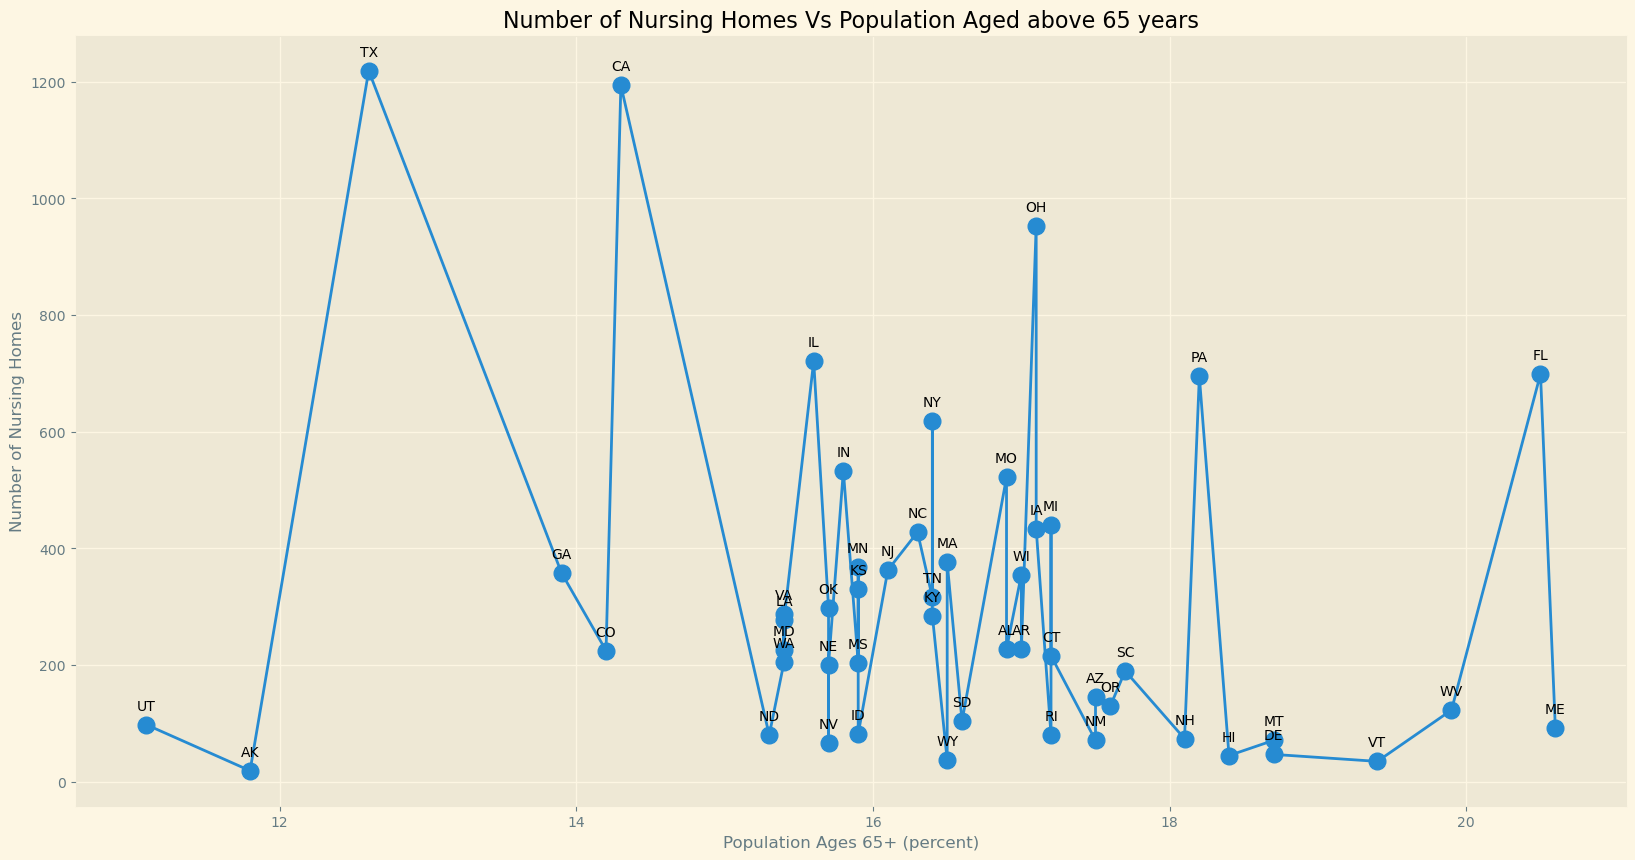 Number of Nursing Homes Vs Population Aged above 65 years
Number of Nursing Homes
1200
1000
800
600
400
200
0
TX
CA
OH
IL
PA
FL
NY
IN
MO
NC
IA
MI
GA
MN
NJ
MA
KS
WI
TN
VA
LA
OK
KY
CO
MD
WA
NE
MS
AL
AR
CT
SC
AZ
OR
UT
AK
ND
NV
ID
WY
SD
RI
NM
NH
HI
MT
DE
VT
WV
ME
12
14
16
18
20
Population Ages 65+ (percent)